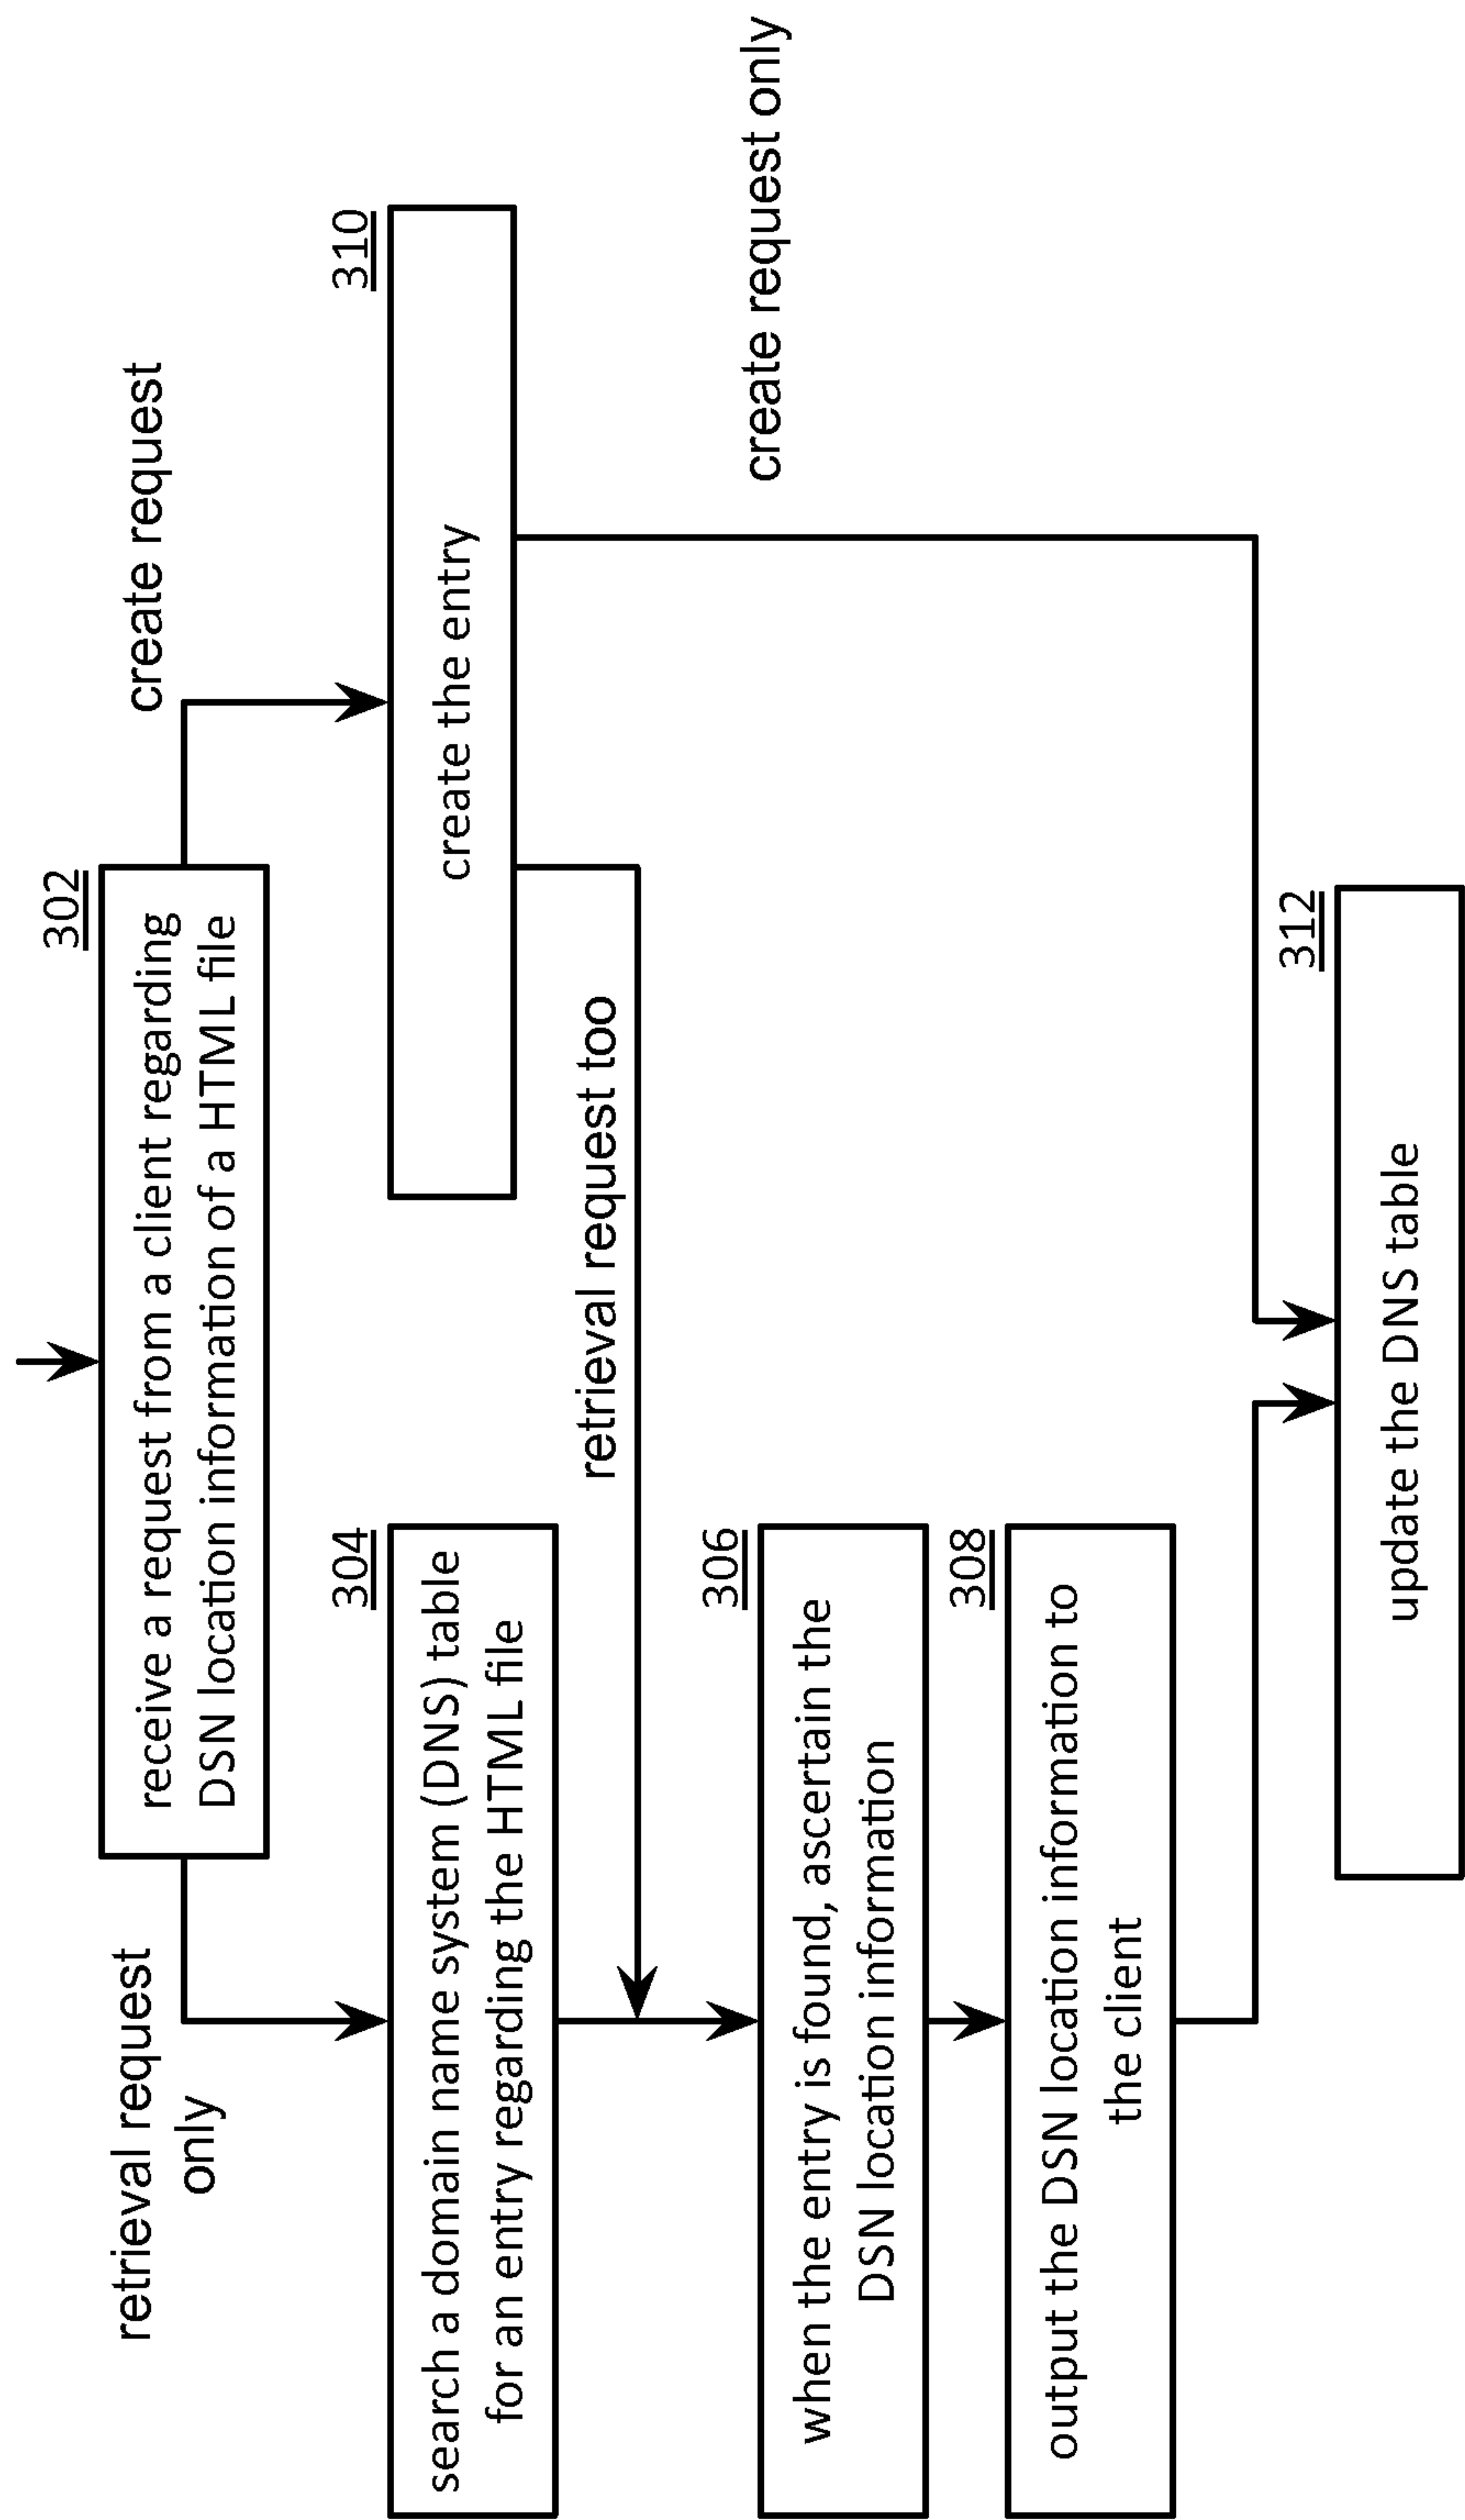 302
receive a request from a client regarding
DSN location information of a HTML file
retrieval request
only
create request
304
search a domain name system (DNS) table
for an entry regarding the HTML file
310
create the entry
retrieval request too
create request only
306
when the entry is found, ascertain the
DSN location information
308
output the DSN location information to
the client
312
update the DNS table